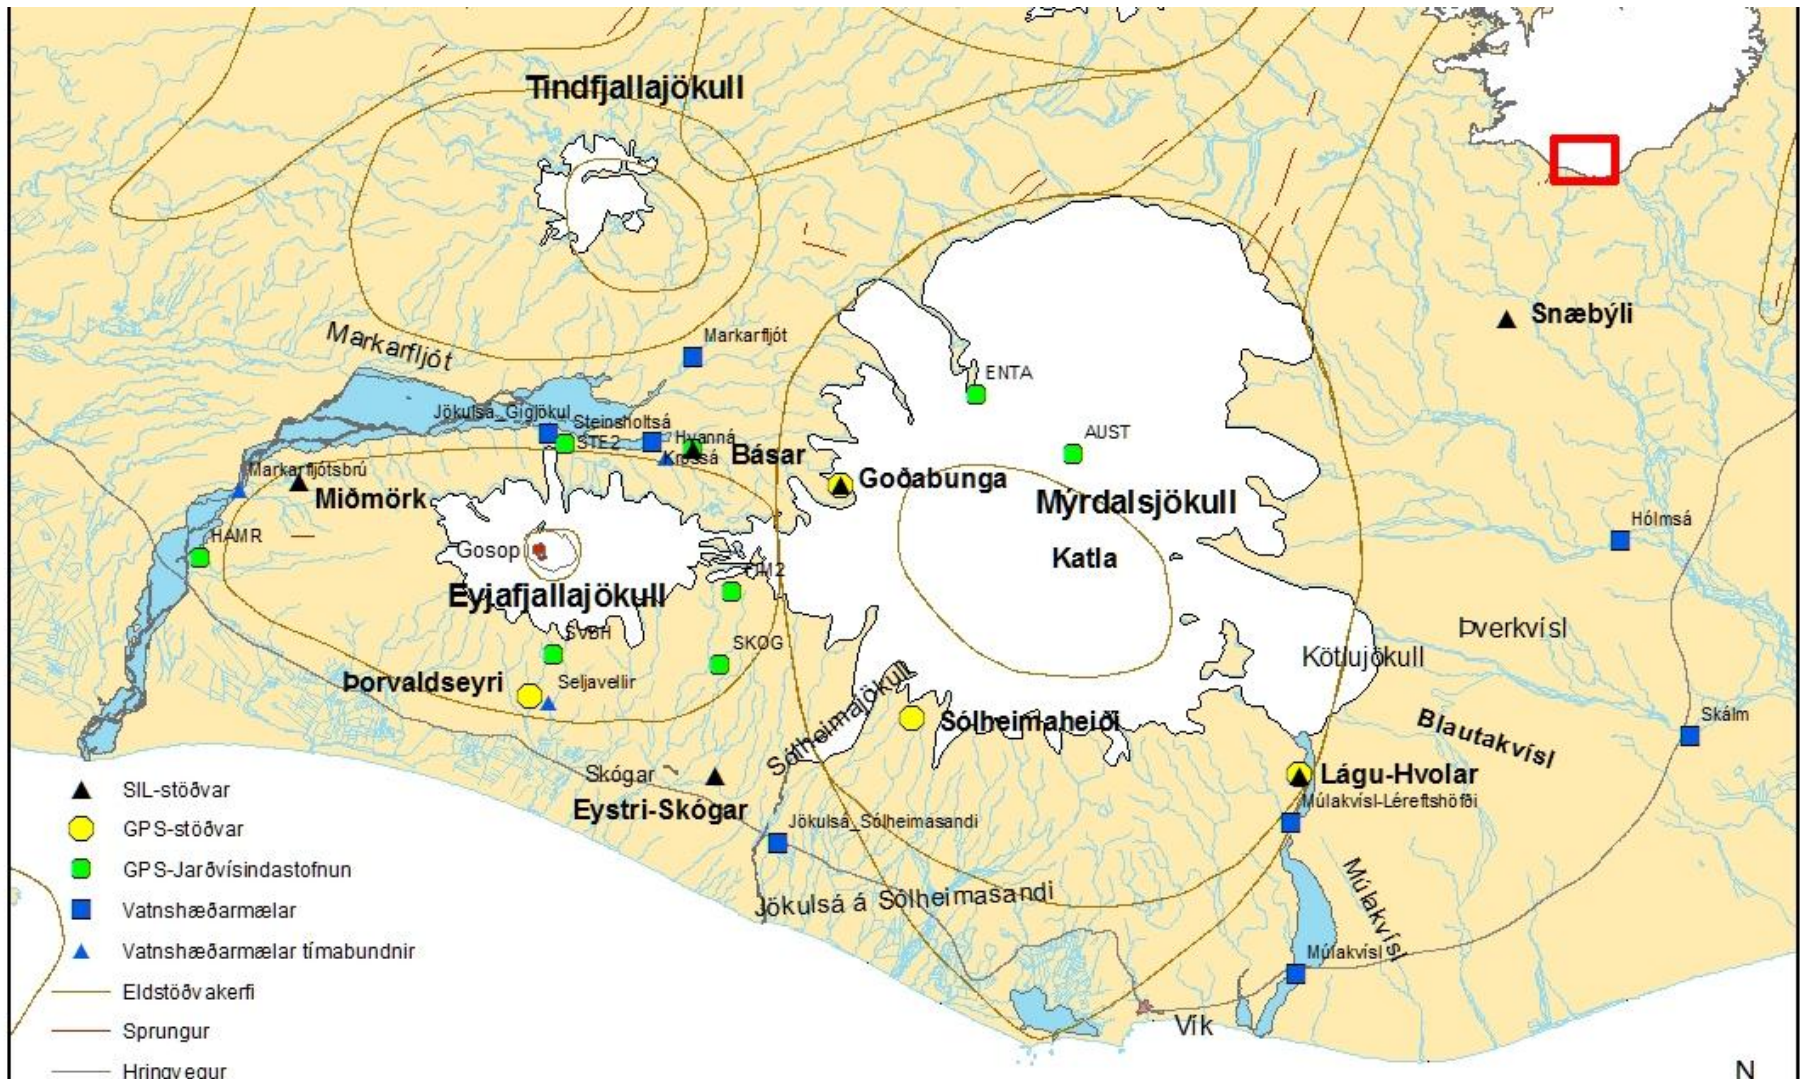 Tindfjallajökull
Snæbýli
Markarfljót
Markarfljót
ENTA
Jökulsá_Gígjökul
Steinsholtsá
STE2
Hvanná
Krossá
Básar
AUST
Markarfljótsbrú
Miðmörk
Goðabunga
Mýrdalsjökull
Katla
Hólmsá
HAMR
Gosop
Eyjafjallajökull
SVBH
SKOG
Þverkvísl
Kötlujökull
Þorvaldseyri
Seljavellir
Sólheimajökull
Sólheimaheiði
Blautakvísl
Skálm
Skógar
Eystri-Skógar
Lágu-Hvolar
Múlakvísl-Léreftshöfði
Jökulsá_Sólheimasandi
Jökulsá á Sólheimasandi
Múlakvísl
Múlakvísl
Vík
SIL-stöðvar
GPS-stöðvar
GPS-Jarðvísindastofnun
Vatnshæðarmælar
Vatnshæðarmælar tímabundnir
Eldstöðvakerfi
Sprungur
Hringvegur
N